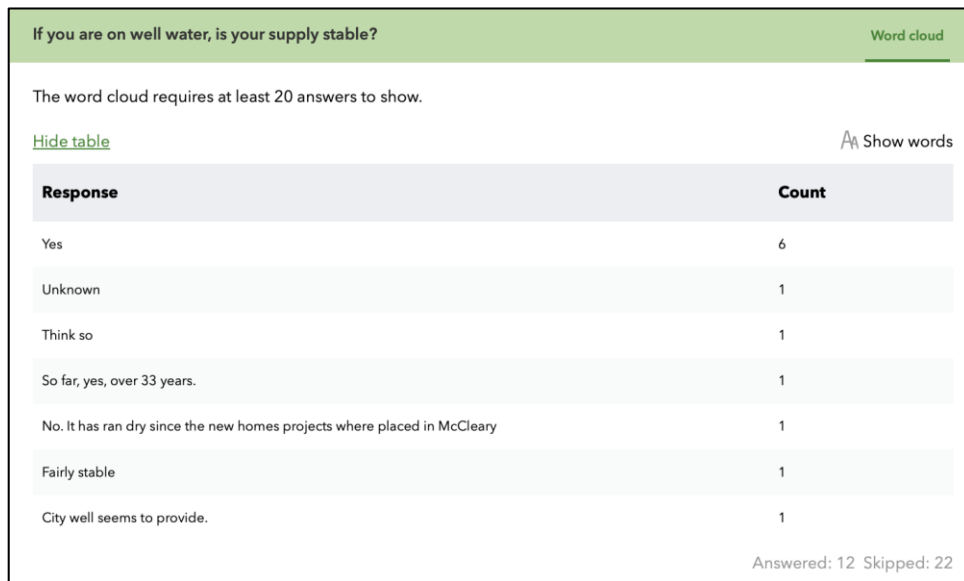 If you are on well water, is your supply stable? Word cloud
The word cloud requires at least 20 answers to show.
Hide table AA Show words
Response Count
Yes 6
Unknown 1
Think so 1
So far, yes, over 33 years. 1
No. It has ran dry since the new homes projects where placed in McCleary 1
Fairly stable 1
City well seems to provide. 1
Answered: 12 Skipped: 22